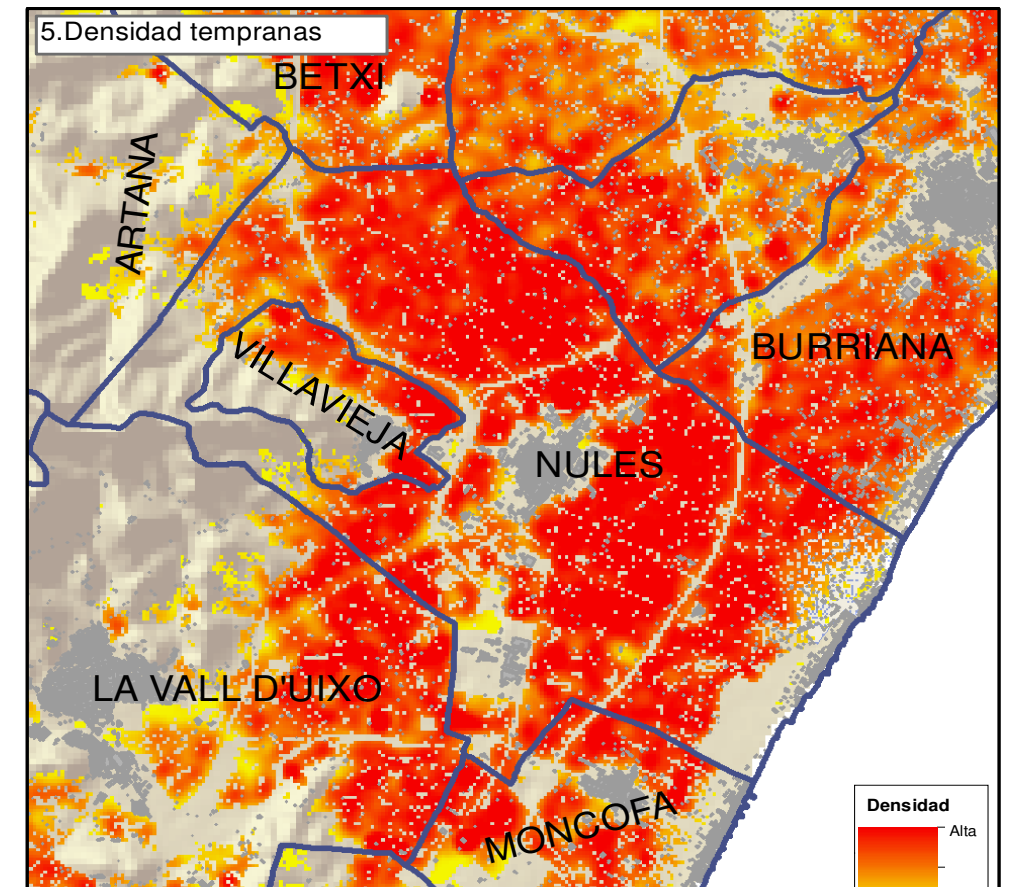 5.Densidad tempranas
BETXI
ARTANA
VILLAVIEJA
BURRIANA
NULES
LA VALL D'UIXO
MONCOFA
Densidad
Alta